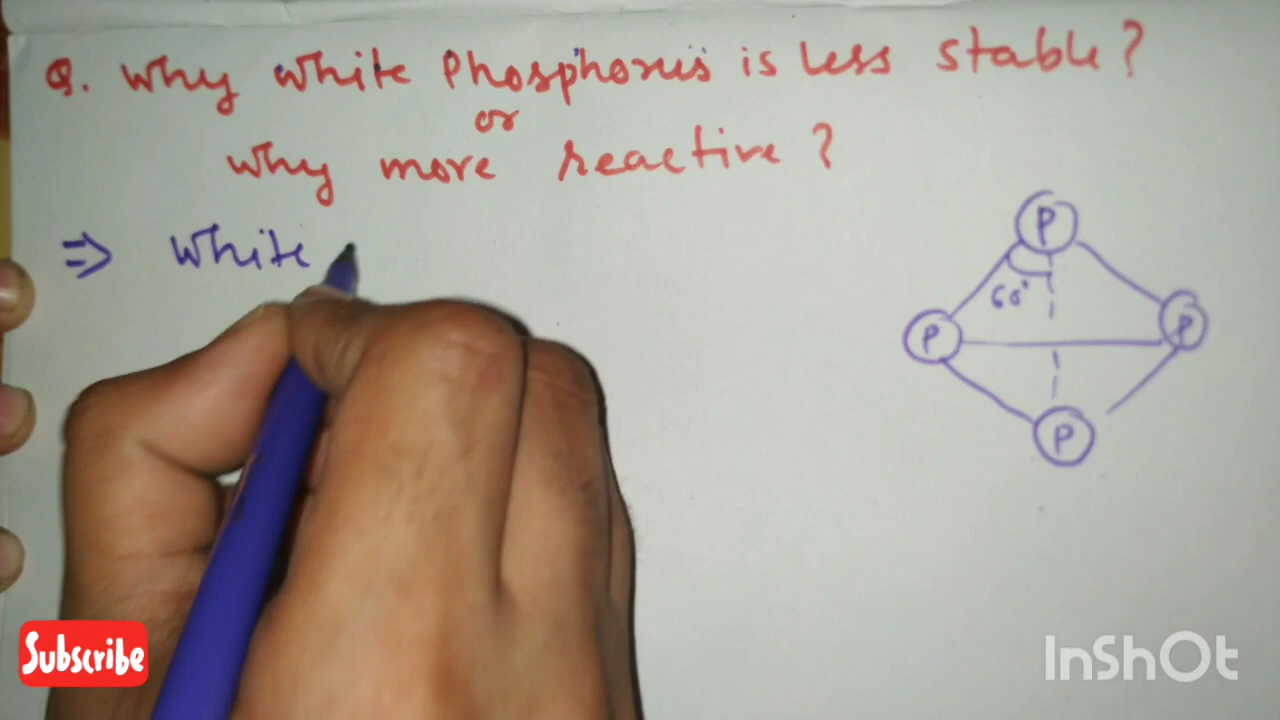 Q. Why white Phosphorus is less stable?
or
why more reactive?
⇒ White
P
60°
P
P
P
Subscribe
InShOt